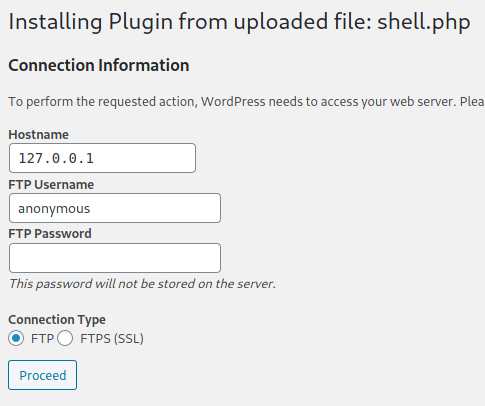 Installing Plugin from uploaded file: shell.php
Connection Information
To perform the requested action, WordPress needs to access your web server.
Hostname
127.0.0.1
FTP Username
anonymous
FTP Password
This password will not be stored on the server.
Connection Type
FTP FTPS (SSL)
Proceed